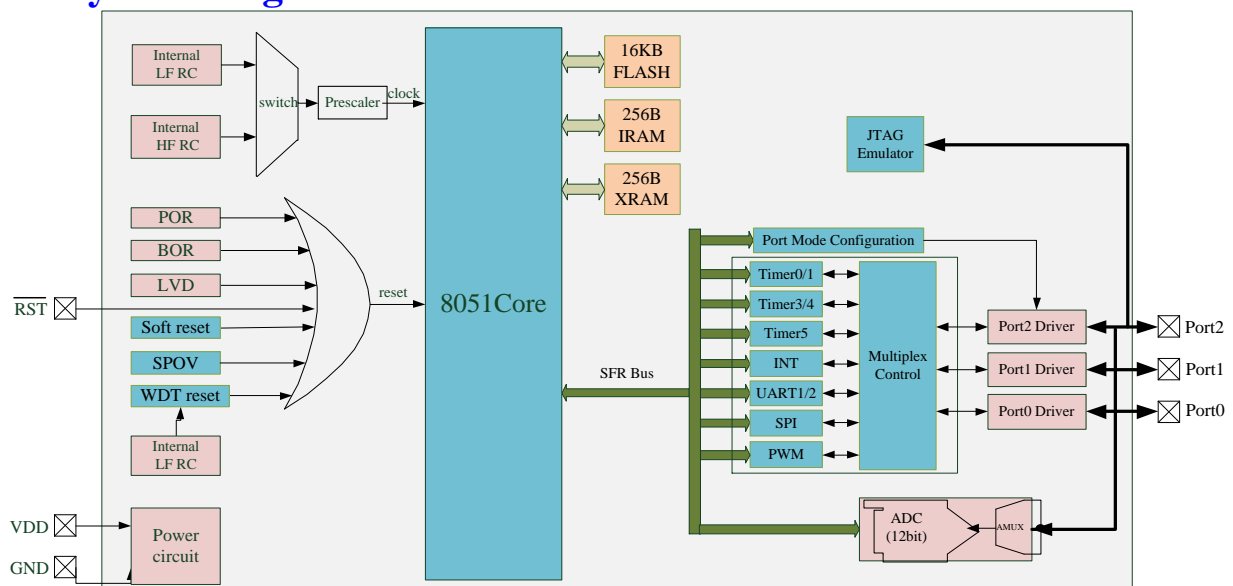 Internal
LF RC
Internal
HF RC
switch
Prescaler
clock
POR
BOR
LVD
RST
Soft reset
SPOV
WDT reset
Internal
LF RC
reset
VDD
GND
Power
circuit
8051Core
16KB
FLASH
256B
IRAM
256B
XRAM
SFR Bus
JTAG
Emulator
Port Mode Configuration
Timer0/1
Timer3/4
Timer5
INT
UART1/2
SPI
PWM
Multiplex
Control
Port2 Driver
Port1 Driver
Port0 Driver
Port2
Port1
Port0
ADC
(12bit)
AMUX